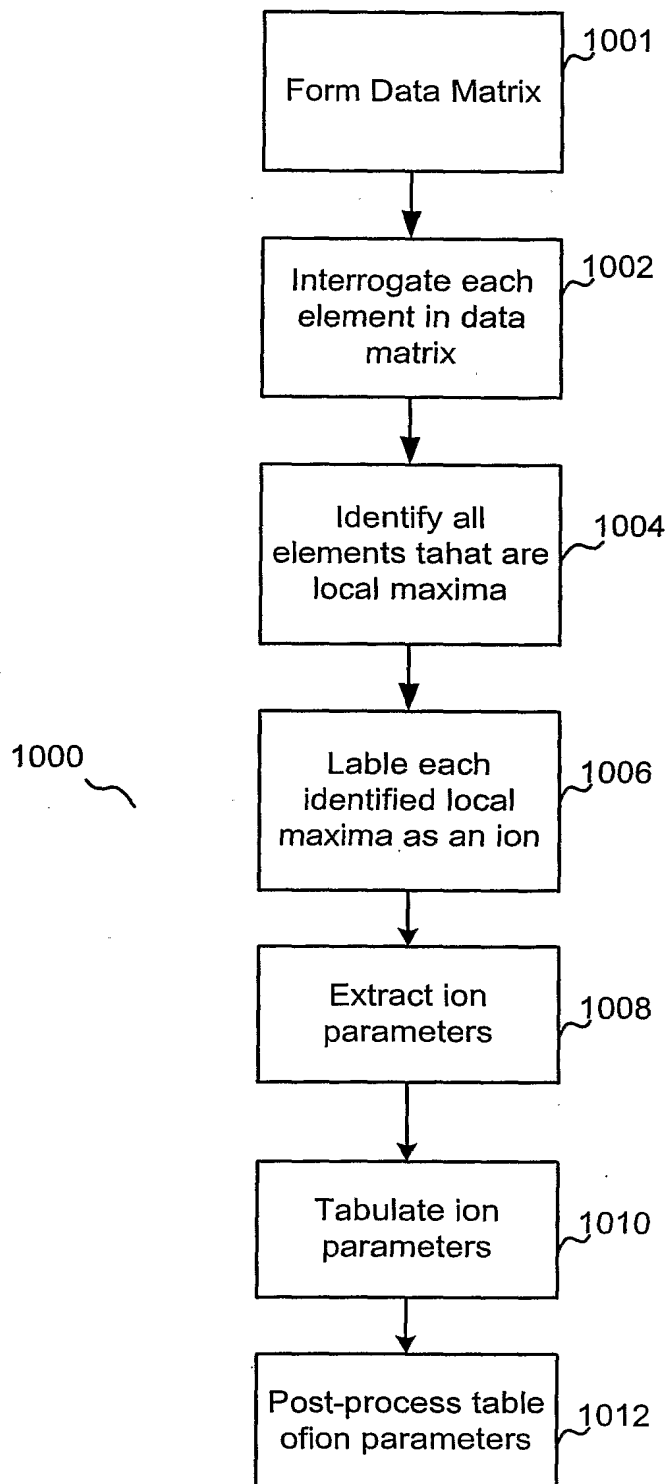 1001
Form Data Matrix
1002
Interrogate each
element in data
matrix
1004
Identify all
elements tahat are
local maxima
1000
1006
Lable each
identified local
maxima as an ion
1008
Extract ion
parameters
1010
Tabulate ion
parameters
1012
Post-process table
ofion parameters